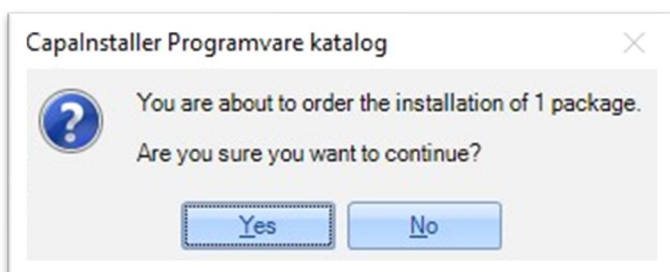 CapaInstaller Programvare katalog
You are about to order the installation of 1 package.
Are you sure you want to continue?
Yes
No